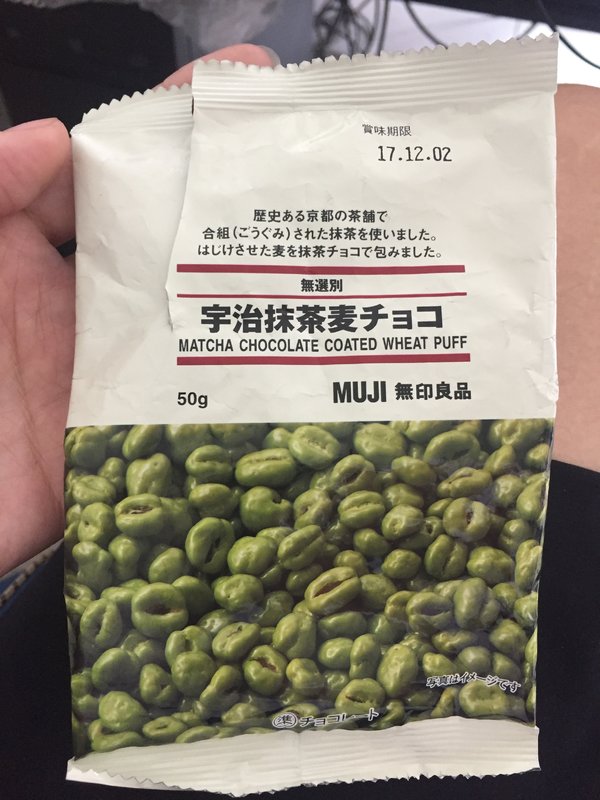 賞味期限
17.12.02
歴史ある京都の茶舗で
合組(ごうぐみ)された抹茶を使いました。
はじけさせた麦を抹茶チョコで包みました。
無選別
宇治抹茶麦チョコ
MATCHA CHOCOLATE COATED WHEAT PUFF
50g
MUJI 無印良品
写真はイメージです
準 チョコレート